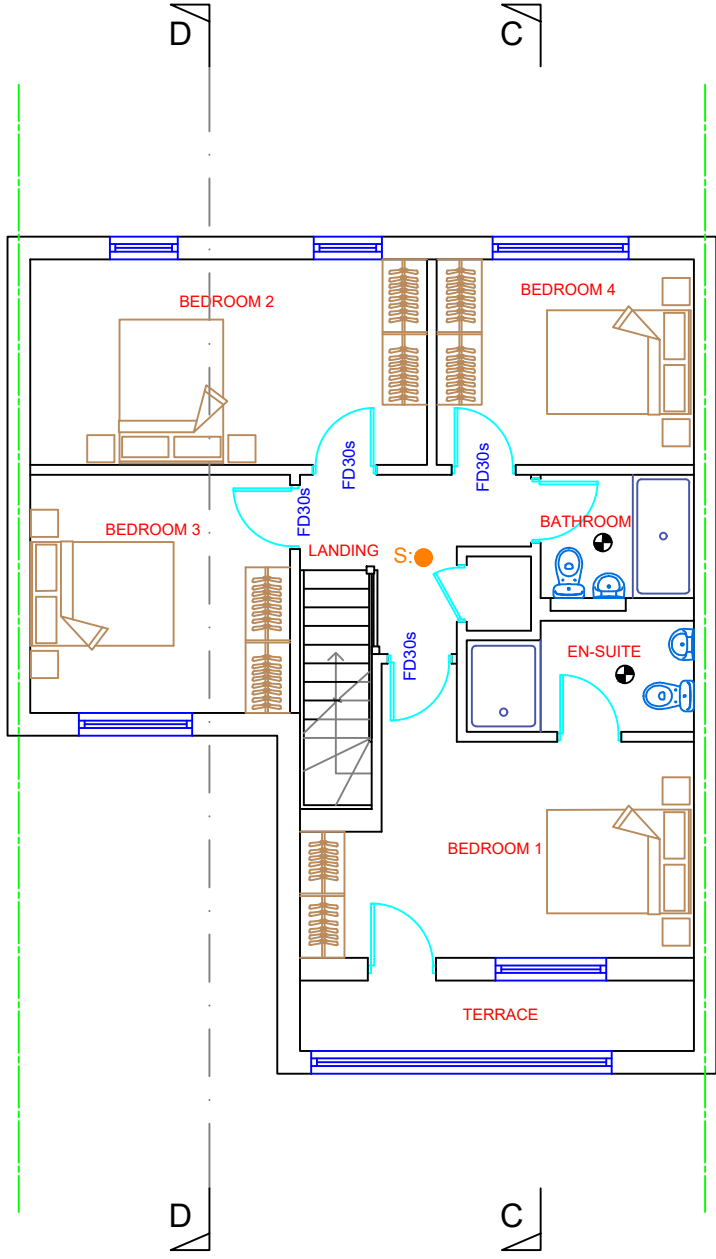 D
C
BEDROOM 2
BEDROOM 4
FD30s
FD30s
FD30s
BEDROOM 3
BATHROOM
LANDING
S:
FD30s
EN-SUITE
BEDROOM 1
TERRACE
D
C